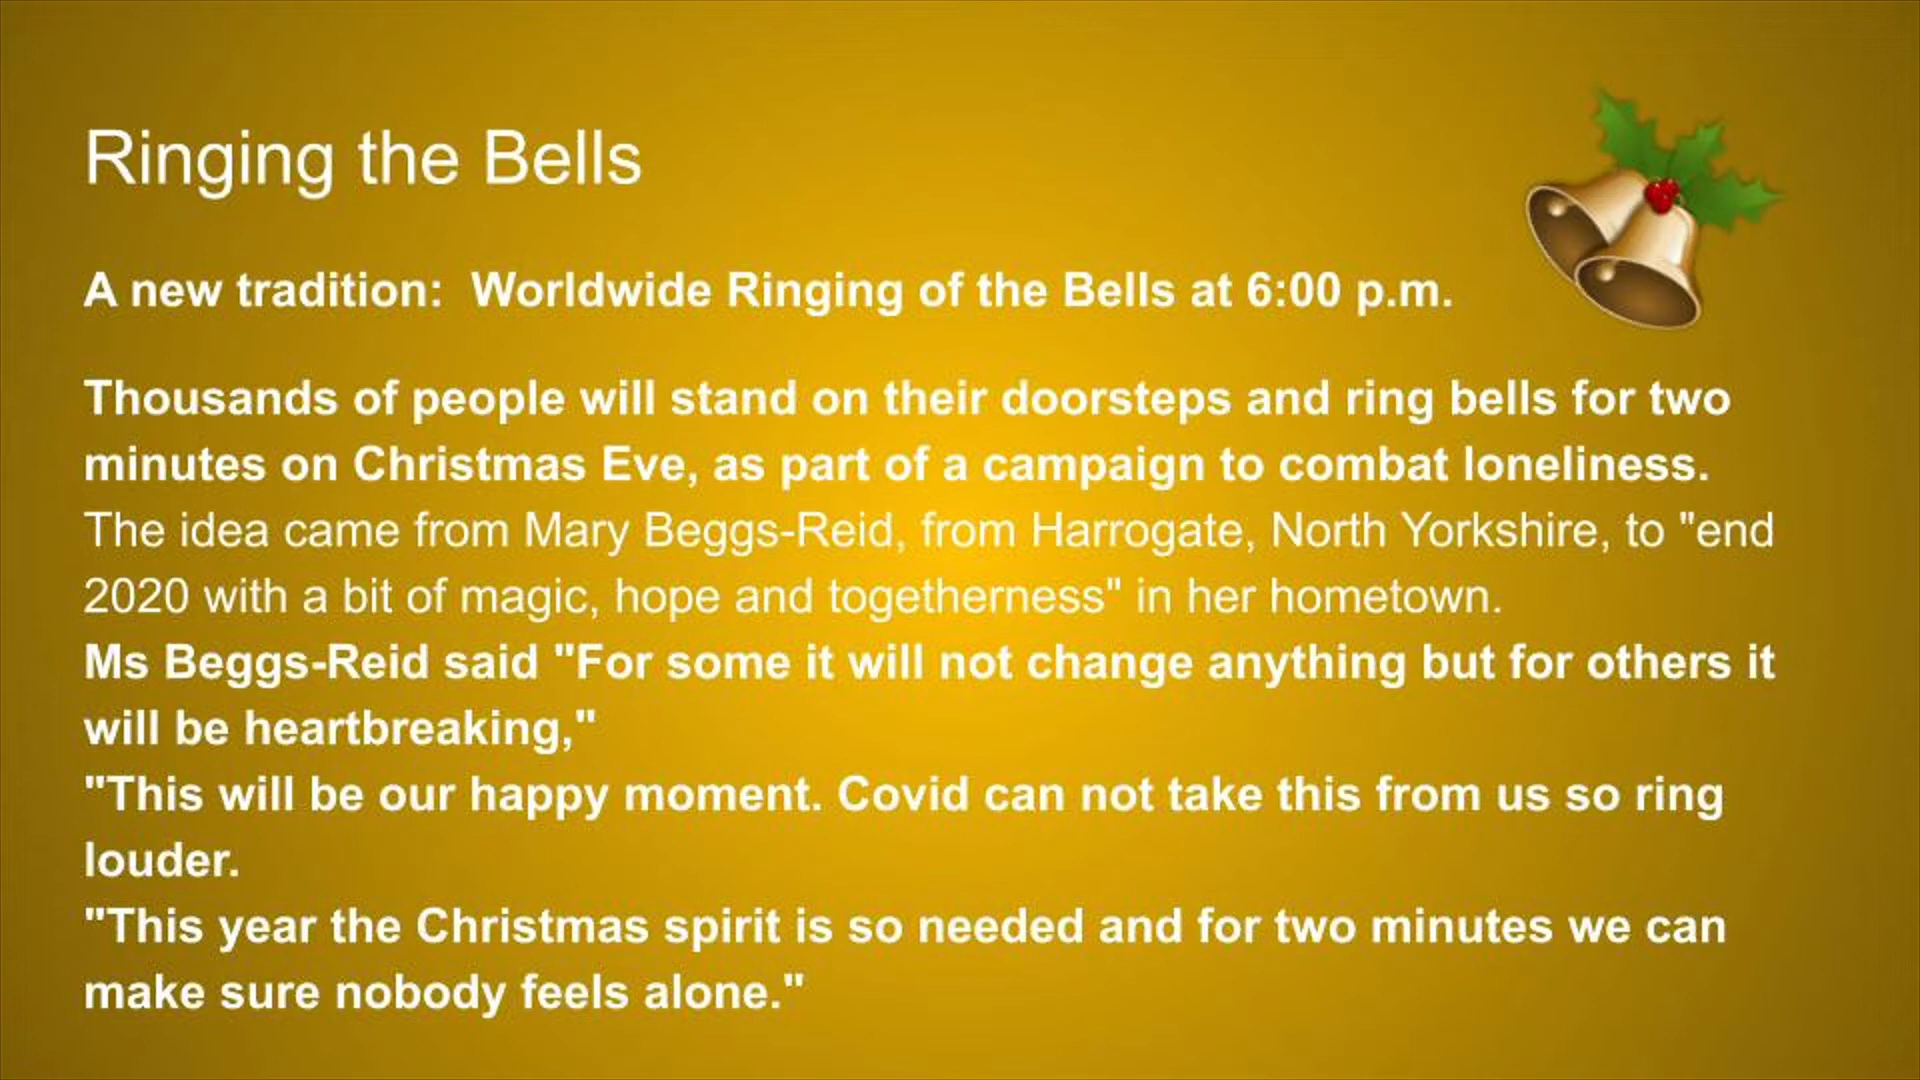 Ringing the Bells
A new tradition:  Worldwide Ringing of the Bells at 6:00 p.m.
Thousands of people will stand on their doorsteps and ring bells for two
minutes on Christmas Eve, as part of a campaign to combat loneliness.
The idea came from Mary Beggs-Reid, from Harrogate, North Yorkshire, to "end
2020 with a bit of magic, hope and togetherness" in her hometown.
Ms Beggs-Reid said "For some it will not change anything but for others it
will be heartbreaking,"
"This will be our happy moment. Covid can not take this from us so ring
louder.
"This year the Christmas spirit is so needed and for two minutes we can
make sure nobody feels alone."